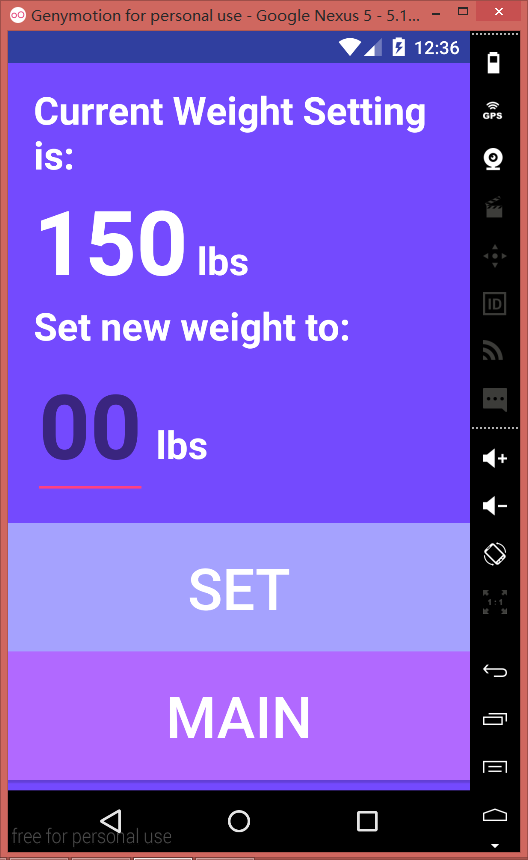 Genymotion for personal use - Google Nexus 5 - 5.1...
12:36
GPS
Current Weight Setting
is:
150 lbs
Set new weight to:
00 lbs
ID
SET
1:1
MAIN
free for personal use